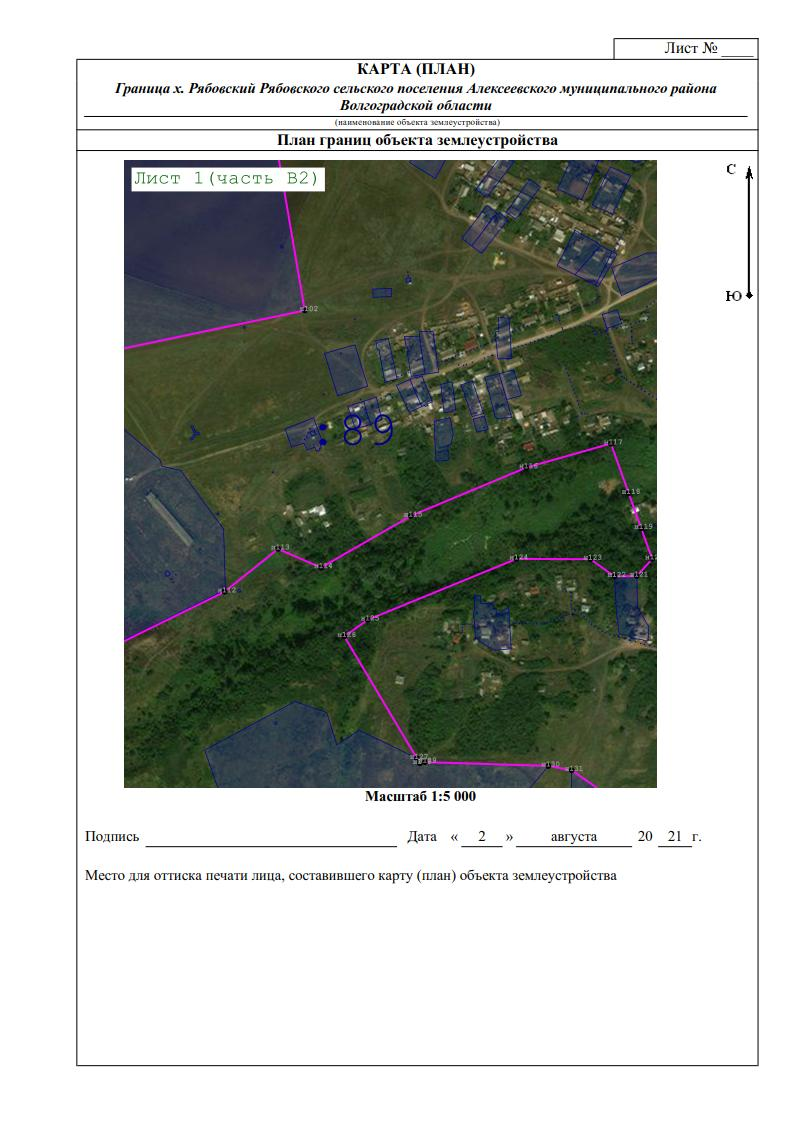 Лист № ____
КАРТА (ПЛАН)
Граница х. Рябовский Рябовского сельского поселения Алексеевского муниципального района
Волгоградской области
(наименование объекта землеустройства)
План границ объекта землеустройства
Лист 1(часть В2)
С
Ю
н102
:89
н117
н116
н118
н115
н119
н113
н124
н123
н114
н122
н121
н112
н125
н126
н127
н130
н131
Масштаб 1:5 000
Подпись
Дата « 2 » августа 20 21 г.
Место для оттиска печати лица, составившего карту (план) объекта землеустройства